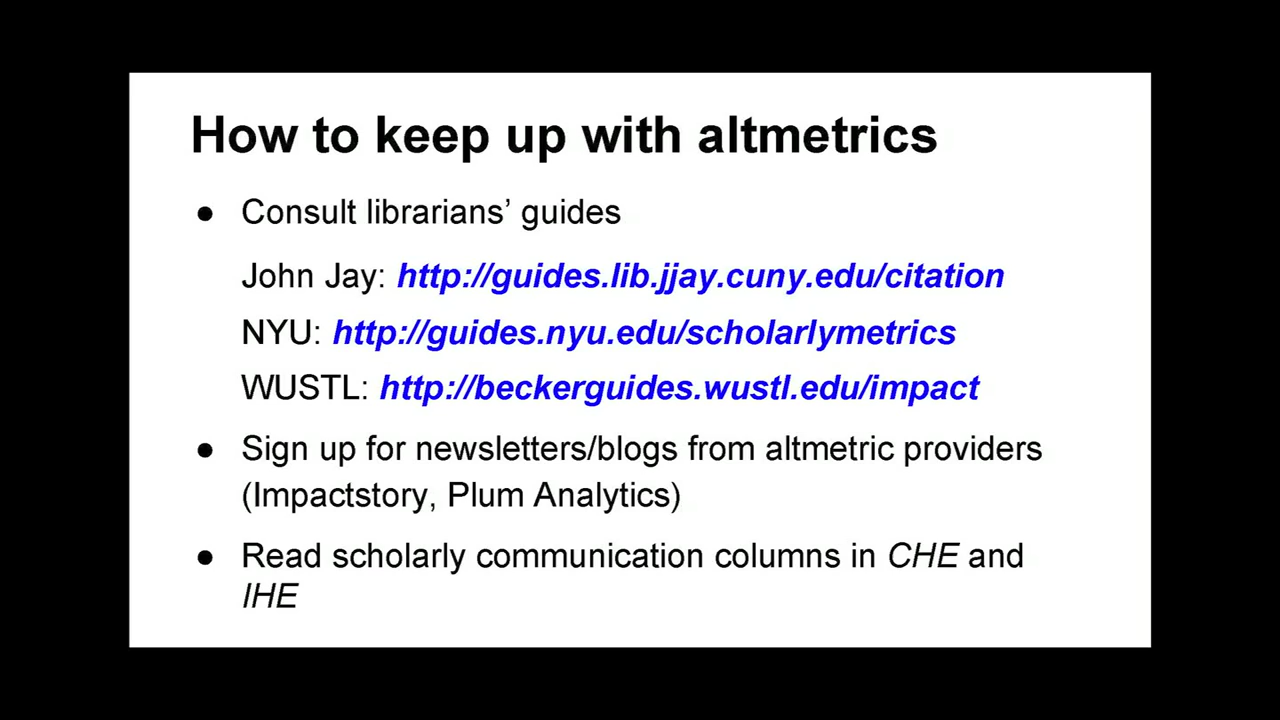 How to keep up with altmetrics
● Consult librarians’ guides
John Jay: http://guides.lib.jjay.cuny.edu/citation
NYU: http://guides.nyu.edu/scholarlymetrics
WUSTL: http://beckerguides.wustl.edu/impact
● Sign up for newsletters/blogs from altmetric providers
(Impactstory, Plum Analytics)
● Read scholarly communication columns in CHE and
IHE